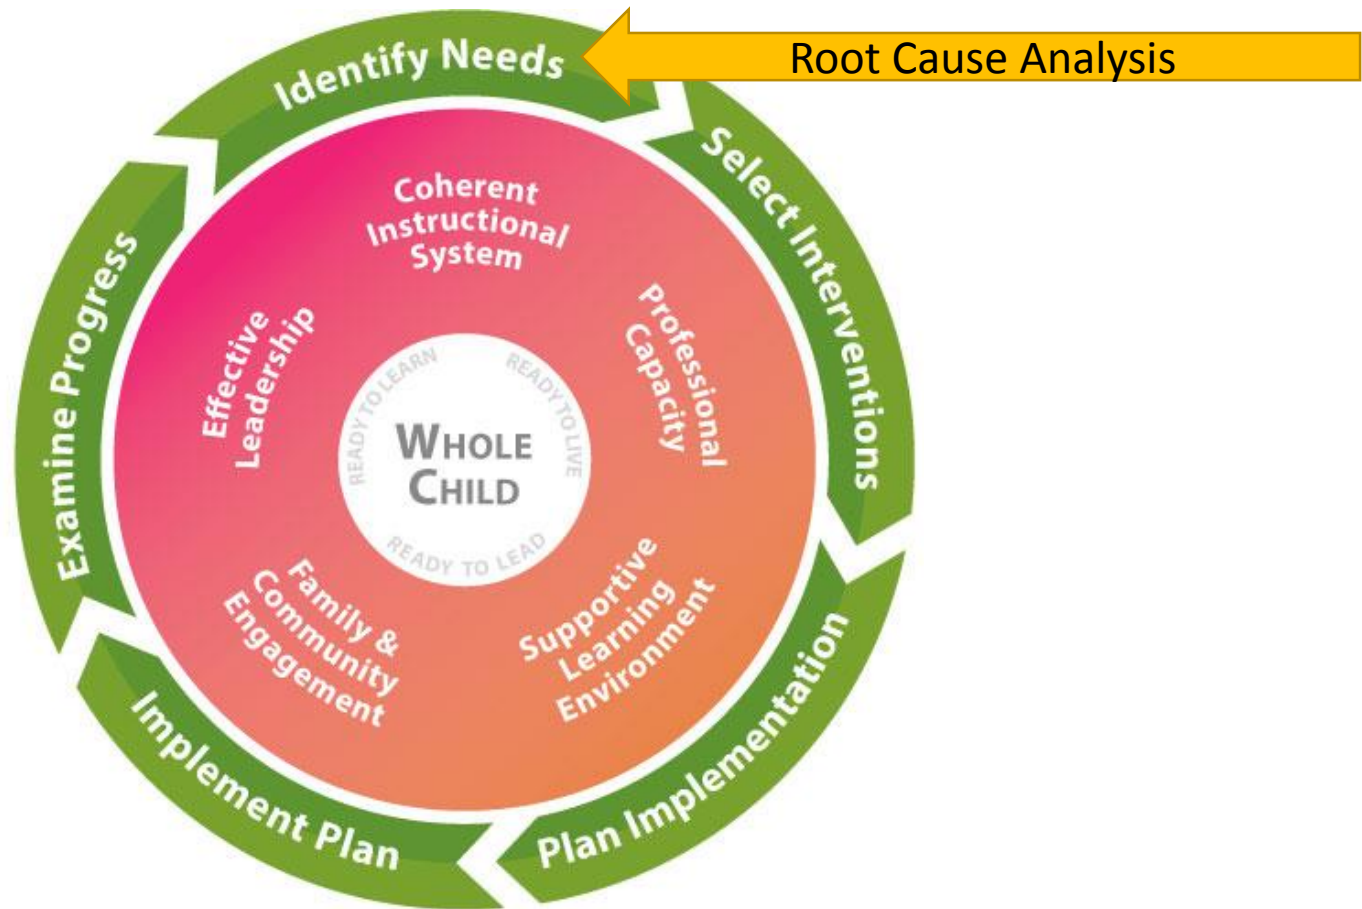 Root Cause Analysis
Identify Needs
Select Interventions
Plan Implementation
Implement Plan
Examine Progress
Coherent
Instructional
System
Professional
Capacity
Supportive
Learning
Environment
Family &
Community
Engagement
Effective
Leadership
READY TO LEARN
READY TO LIVE
READY TO LEAD
WHOLE
CHILD